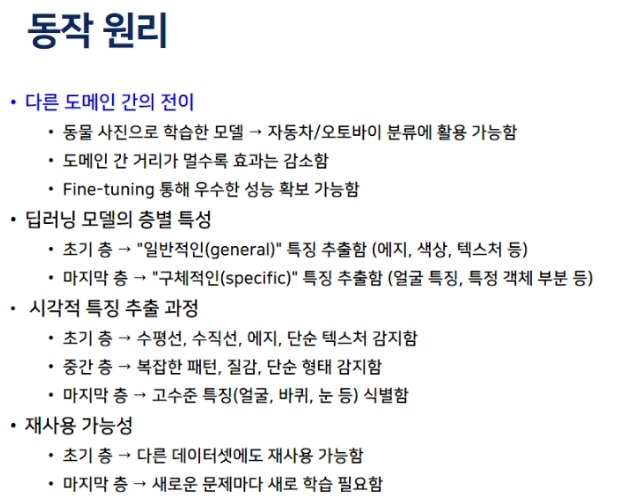 동작 원리
• 다른 도메인 간의 전이
• 동물 사진으로 학습한 모델 → 자동차/오토바이 분류에 활용 가능함
• 도메인 간 거리가 멀수록 효과는 감소함
• Fine-tuning 통해 우수한 성능 확보 가능함
• 딥러닝 모델의 층별 특성
• 초기 층 → "일반적인(general)" 특징 추출함 (에지, 색상, 텍스처 등)
• 마지막 층 → "구체적인(specific)" 특징 추출함 (얼굴 특징, 특정 객체 부분 등)
• 시각적 특징 추출 과정
• 초기 층 → 수평선, 수직선, 에지, 단순 텍스처 감지함
• 중간 층 → 복잡한 패턴, 질감, 단순 형태 감지함
• 마지막 층 → 고수준 특징(얼굴, 바퀴, 눈 등) 식별함
• 재사용 가능성
• 초기 층 → 다른 데이터셋에도 재사용 가능함
• 마지막 층 → 새로운 문제마다 새로 학습 필요함